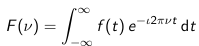 F(ν) = ∫_{-∞}^{∞} f(t) e^{-ι2πνt} dt